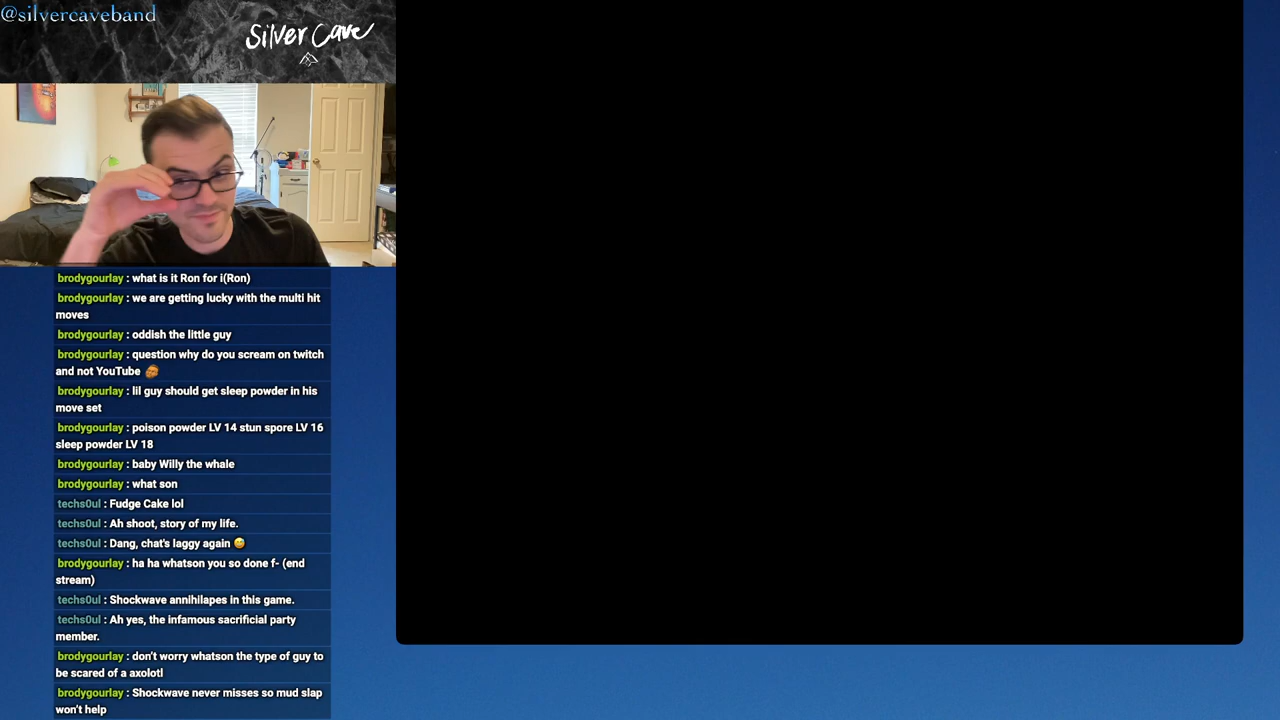 @silvercaveband
Silver Cave
brodygourlay : what is it Ron for i(Ron)
brodygourlay : we are getting lucky with the multi hit
moves
brodygourlay : oddish the little guy
brodygourlay : question why do you scream on twitch
and not YouTube
brodygourlay : lil guy should get sleep powder in his
move set
brodygourlay : poison powder LV 14 stun spore LV 16
sleep powder LV 18
brodygourlay : baby Willy the whale
brodygourlay : what son
techs0ul : Fudge Cake lol
techs0ul : Ah shoot, story of my life.
techs0ul : Dang, chat's laggy again 😅
brodygourlay : ha ha whatson you so done f- (end
stream)
techs0ul : Shockwave annihilapes in this game.
techs0ul : Ah yes, the infamous sacrificial party
member.
brodygourlay : don't worry whatson the type of guy to
be scared of a axolotl
brodygourlay : Shockwave never misses so mud slap
won't help